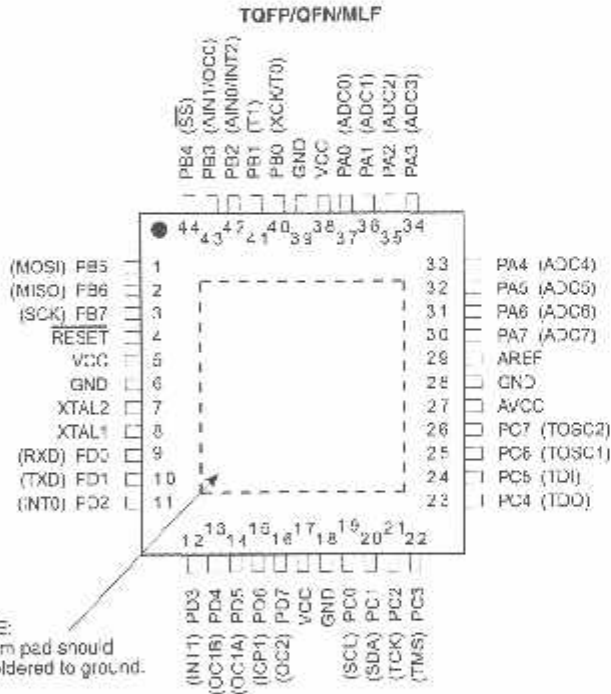 TQFP/QFN/MLF
PB4 (SS)
PB3 (AIN1/OC0)
PB2 (AIN0/INT2)
PB1 (T1)
PB0 (XCK/T0)
GND
VCC
PA0 (ADC0)
PA1 (ADC1)
PA2 (ADC2)
PA3 (ADC3)
44 43 42 41 40 39 38 37 36 35 34
(MOSI) PB5 1
(MISO) PB6 2
(SCK) PB7 3
RESET 4
VCC 5
GND 6
XTAL2 7
XTAL1 8
(RXD) PD0 9
(TXD) PD1 10
(INT0) PD2 11
33 PA4 (ADC4)
32 PA5 (ADC5)
31 PA6 (ADC6)
30 PA7 (ADC7)
29 AREF
28 GND
27 AVCC
26 PC7 (TOSC2)
25 PC6 (TOSC1)
24 PC5 (TDI)
23 PC4 (TDO)
12 13 14 15 16 17 18 19 20 21 22
(INT1) PD3
(OC1B) PD4
(OC1A) PD5
(ICP1) PD6
(OC2) PD7
VCC
GND
(SCL) PC0
(SDA) PC1
(TCK) PC2
(TMS) PC3
m pad should
ldered to ground.